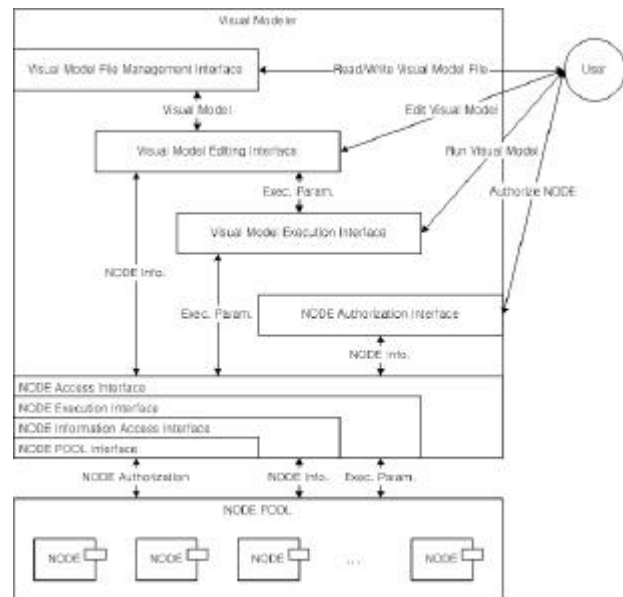 Visual Modeler
Visual Model File Management Interface
Read/Write Visual Model File
User
Visual Model
Edit Visual Model
Visual Model Editing Interface
Run Visual Model
Exec. Param.
Authorize NODE
Visual Model Execution Interface
NODE Info.
Exec. Param.
NODE Authorization Interface
NODE Info.
NODE Access Interface
NODE Execution Interface
NODE Information Access Interface
NODE POOL Interface
NODE Authorization
NODE Info.
Exec. Param.
NODE POOL
NODE
NODE
NODE
...
NODE